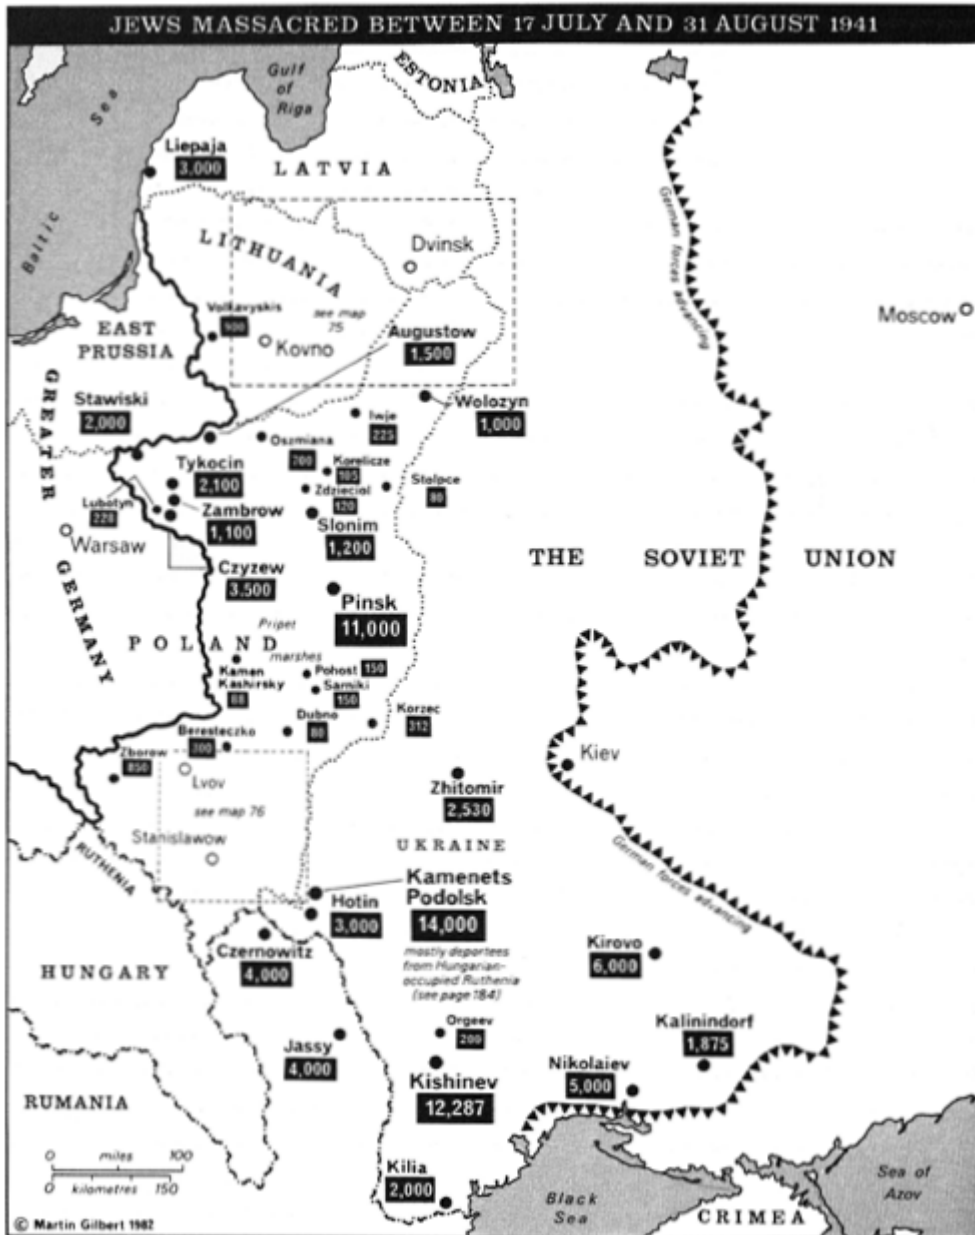 JEWS MASSACRED BETWEEN 17 JULY AND 31 AUGUST 1941
Gulf
of
Riga
ESTONIA
Baltic Sea
Liepaja
3,000
LATVIA
LITHUANIA
Dvinsk
see map
75
Volkavyskis
Kovno
EAST
PRUSSIA
Augustow
1,500
German forces advancing
Moscow
GREATER GERMANY
Stawiski
2,000
Wolozyn
1,000
Iwje
225
Oszmiana
200
Korelicze
105
Stolpce
80
Zdzieciol
120
Tykocin
2,100
Lubotyn
220
Zambrow
1,100
Slonim
1,200
Warsaw
Czyzew
3,500
THE SOVIET UNION
Pinsk
11,000
POLAND
Pripet
marshes
Kamen
Kashirsky
88
Pohost 150
Sarniki
150
Dubno
80
Korzec
312
Beresteczko
300
Zborow
850
Lvov
see map 76
Stanislawow
Kiev
Zhitomir
2,530
UKRAINE
German forces advancing
RUTHENIA
Kamenets
Podolsk
14,000
mostly deportees
from Hungarian-
occupied Ruthenia
(see page 184)
Hotin
3,000
Czernowitz
4,000
HUNGARY
Kirovo
6,000
Orgeev
200
Kalinindorf
1,875
Jassy
4,000
Kishinev
12,287
Nikolaiev
5,000
RUMANIA
0 miles 100
0 kilometres 150
Kilia
2,000
Black
Sea
Sea of
Azov
CRIMEA
© Martin Gilbert 1982